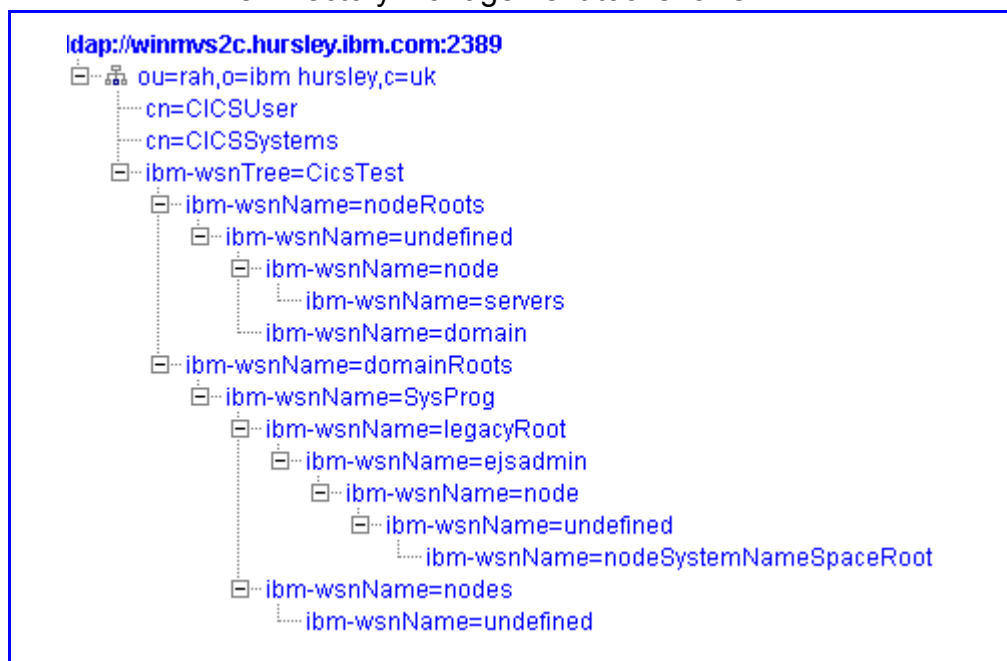 ldap://winmvs2c.hursley.ibm.com:2389
ou=rah,o=ibm hursley,c=uk
cn=CICSUser
cn=CICSSystems
ibm-wsnTree=CicsTest
ibm-wsnName=nodeRoots
ibm-wsnName=undefined
ibm-wsnName=node
ibm-wsnName=servers
ibm-wsnName=domain
ibm-wsnName=domainRoots
ibm-wsnName=SysProg
ibm-wsnName=legacyRoot
ibm-wsnName=ejsadmin
ibm-wsnName=node
ibm-wsnName=undefined
ibm-wsnName=nodeSystemNameSpaceRoot
ibm-wsnName=nodes
ibm-wsnName=undefined